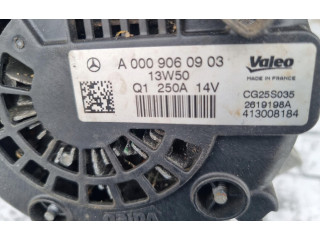 A 000 906 09 03
13W50
Q1 250A 14V
Valeo
MADE IN FRANCE
CG25S035
2619198A
413008184